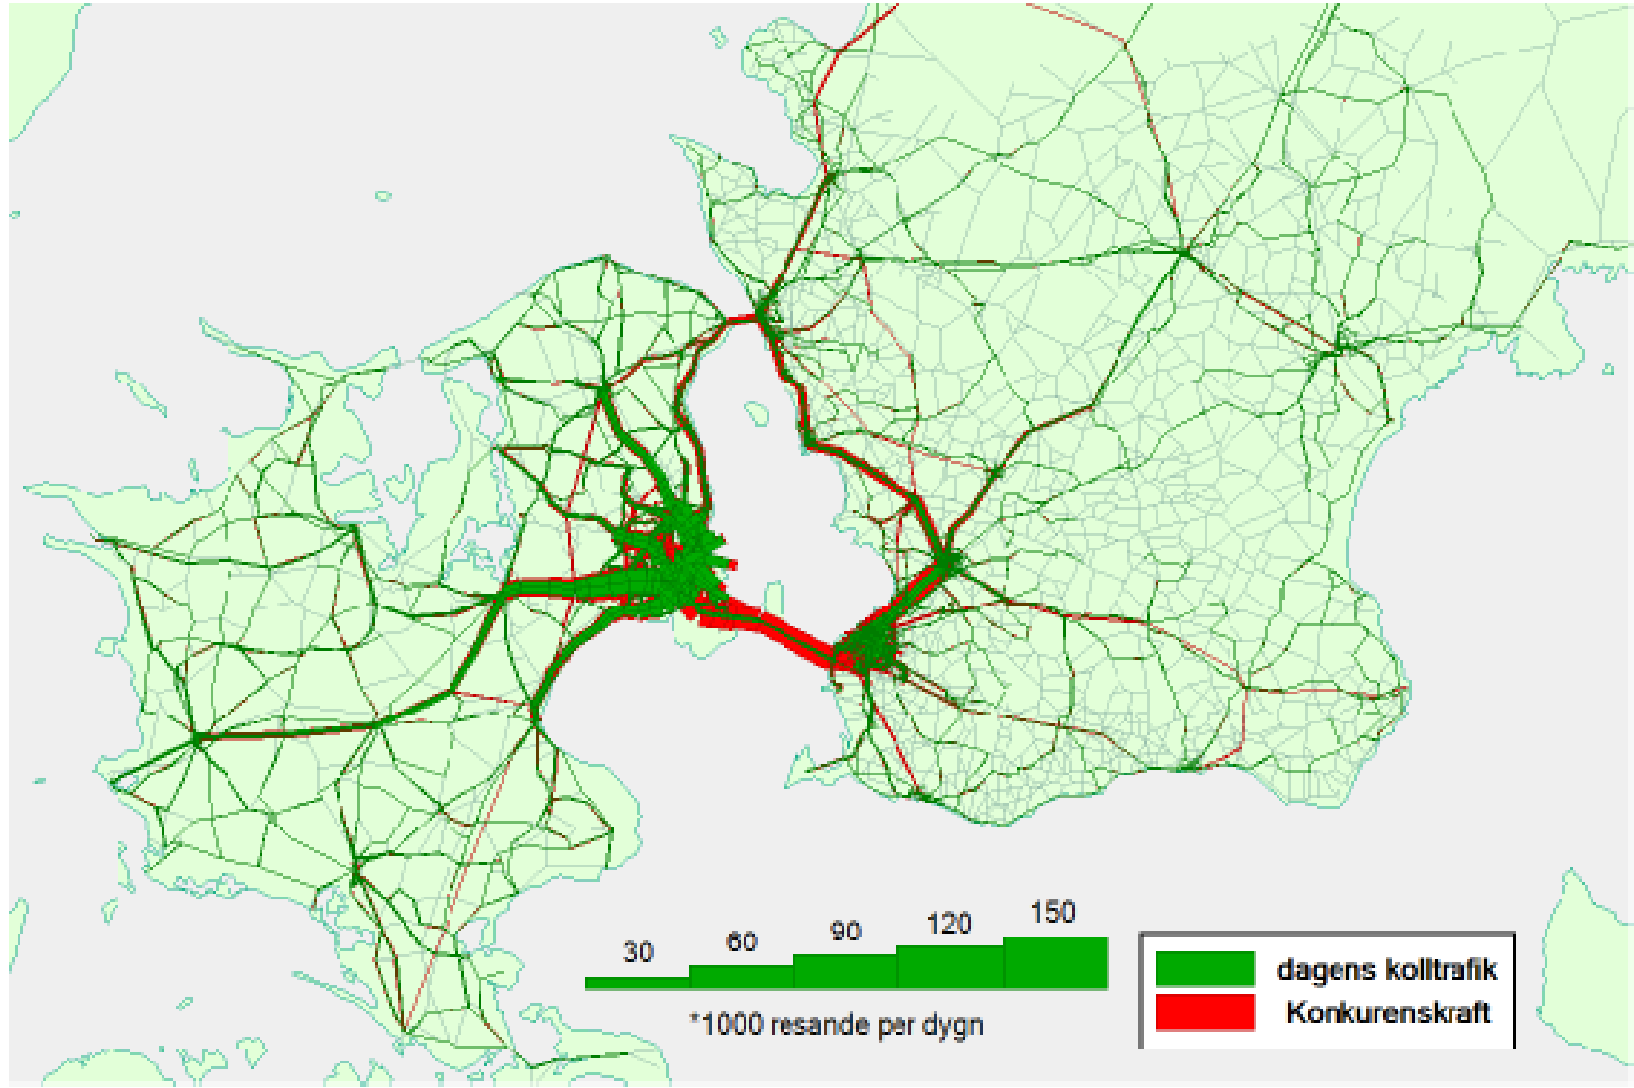 30 60 90 120 150
*1000 resande per dygn
dagens kolltrafik
Konkurenskraft